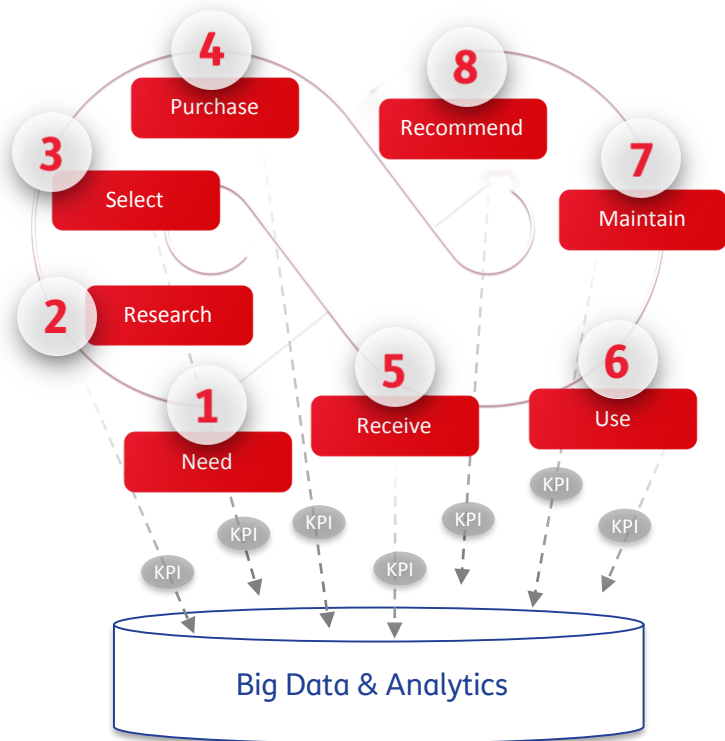 4
Purchase
8
Recommend
3
Select
7
Maintain
2
Research
1
Need
5
Receive
6
Use
KPI
KPI
KPI
KPI
KPI
KPI
KPI
Big Data & Analytics